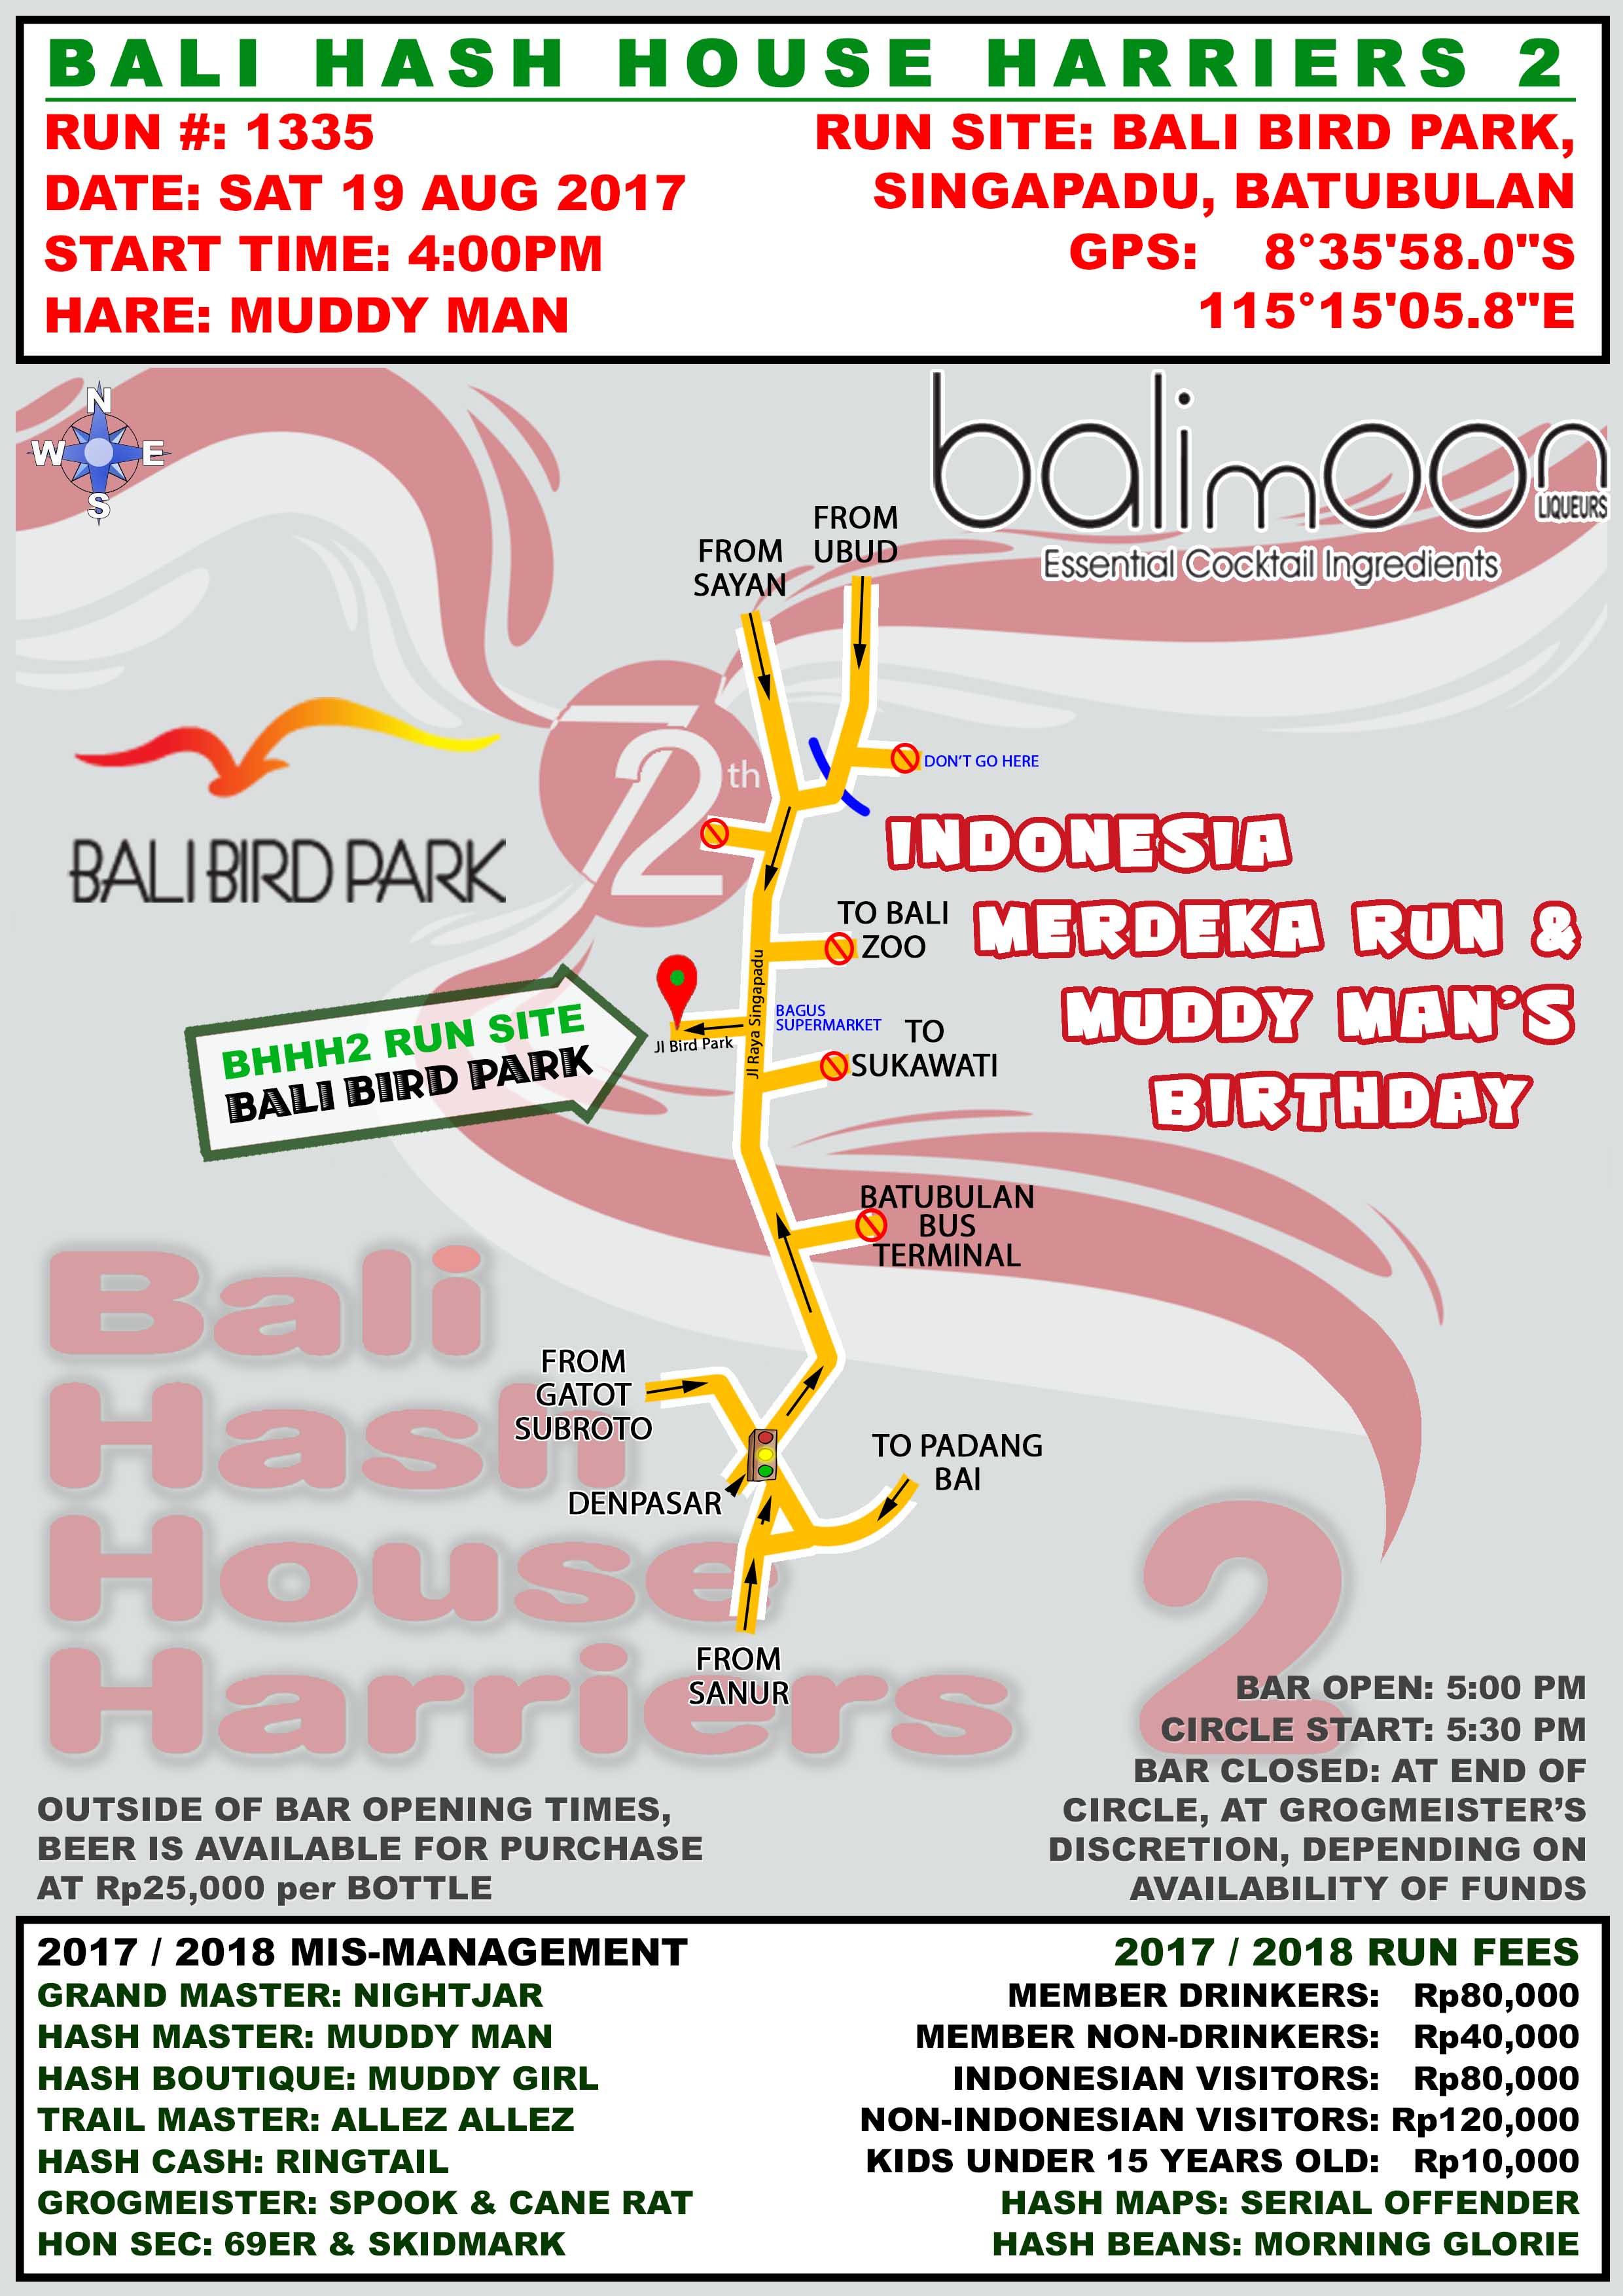 BALI HASH HOUSE HARRIERS 2
RUN #: 1335
DATE: SAT 19 AUG 2017
START TIME: 4:00PM
HARE: MUDDY MAN
RUN SITE: BALI BIRD PARK,
SINGAPADU, BATUBULAN
GPS: 8°35'58.0"S
115°15'05.8"E
N
W E
S
balimoon
LIQUEURS
Essential Cocktail Ingredients
FROM
UBUD
FROM
SAYAN
72th
DON'T GO HERE
BALI BIRD PARK
INDONESIA
MERDEKA RUN &
MUDDY MAN'S
BIRTHDAY
TO BALI
ZOO
Jl Raya Singapadu
BAGUS
SUPERMARKET
Jl Bird Park
BHHH2 RUN SITE
BALI BIRD PARK
TO
SUKAWATI
BATUBULAN
BUS
TERMINAL
FROM
GATOT
SUBROTO
TO PADANG
BAI
DENPASAR
FROM
SANUR
Bali
Hash
House
Harriers 2
BAR OPEN: 5:00 PM
CIRCLE START: 5:30 PM
BAR CLOSED: AT END OF
CIRCLE, AT GROGMEISTER'S
DISCRETION, DEPENDING ON
AVAILABILITY OF FUNDS
OUTSIDE OF BAR OPENING TIMES,
BEER IS AVAILABLE FOR PURCHASE
AT Rp25,000 per BOTTLE
2017 / 2018 MIS-MANAGEMENT
GRAND MASTER: NIGHTJAR
HASH MASTER: MUDDY MAN
HASH BOUTIQUE: MUDDY GIRL
TRAIL MASTER: ALLEZ ALLEZ
HASH CASH: RINGTAIL
GROGMEISTER: SPOOK & CANE RAT
HON SEC: 69ER & SKIDMARK
2017 / 2018 RUN FEES
MEMBER DRINKERS: Rp80,000
MEMBER NON-DRINKERS: Rp40,000
INDONESIAN VISITORS: Rp80,000
NON-INDONESIAN VISITORS: Rp120,000
KIDS UNDER 15 YEARS OLD: Rp10,000
HASH MAPS: SERIAL OFFENDER
HASH BEANS: MORNING GLORIE